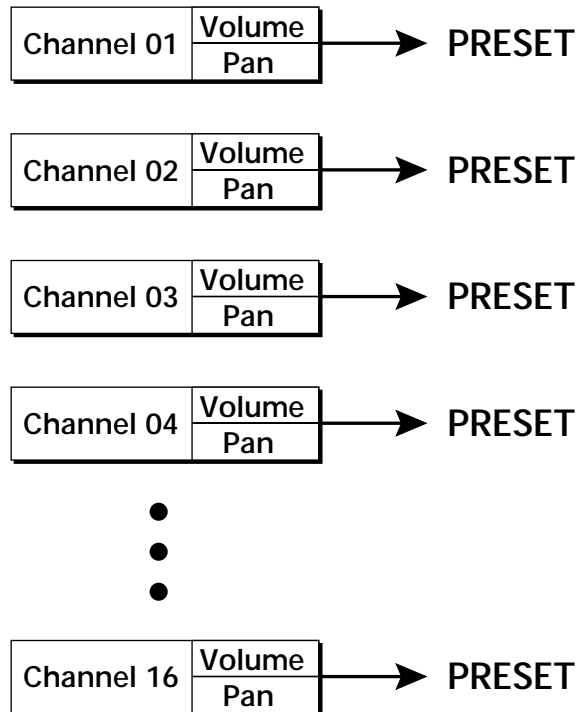 Channel 01 Volume Pan PRESET
Channel 02 Volume Pan PRESET
Channel 03 Volume Pan PRESET
Channel 04 Volume Pan PRESET
Channel 16 Volume Pan PRESET